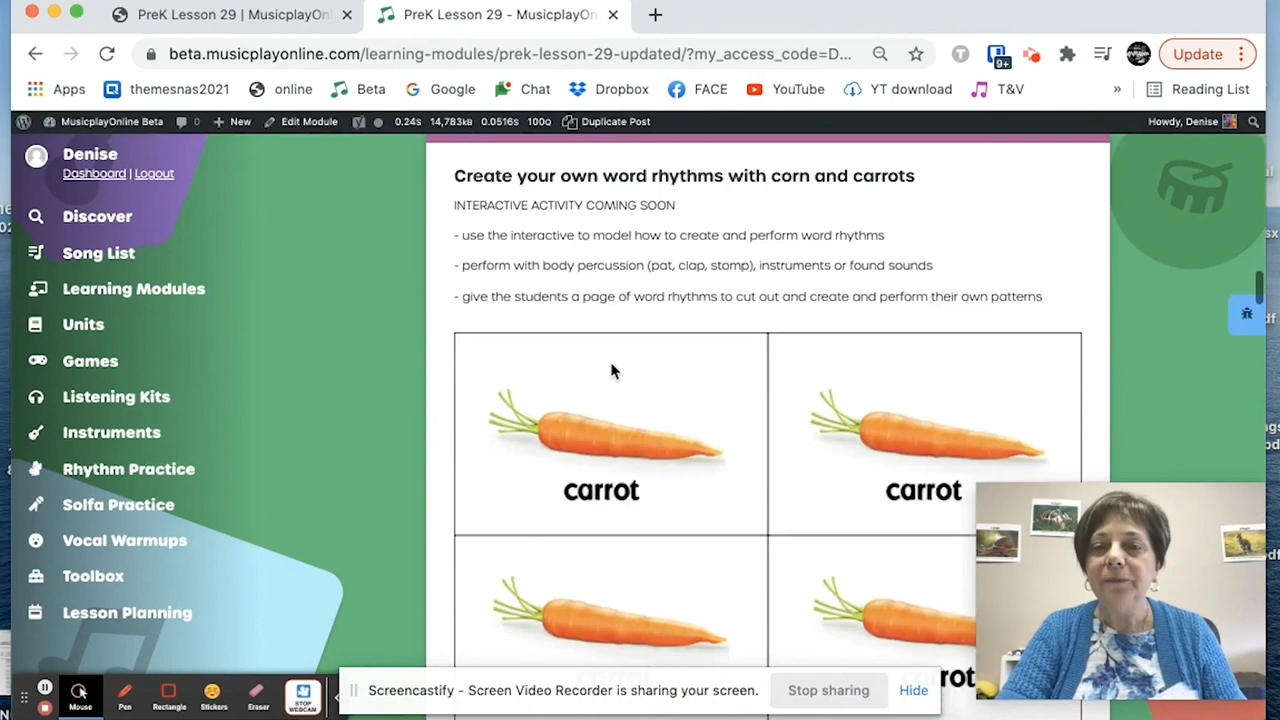 PreK Lesson 29 | MusicplayOnl
PreK Lesson 29 - MusicplayOn
beta.musicplayonline.com/learning-modules/prek-lesson-29-updated/?my_access_code=D...
T
9+
Update
Apps
themesnas2021
online
Beta
Google
Chat
Dropbox
FACE
YouTube
YT download
T&V
»
Reading List
MusicplayOnline Beta
0
+ New
Edit Module
0.24s
14,783kB
0.0516s
100Q
Duplicate Post
Howdy, Denise
Denise
Dashboard | Logout
Discover
Song List
Learning Modules
Units
Games
Listening Kits
Instruments
Rhythm Practice
Solfa Practice
Vocal Warmups
Toolbox
Lesson Planning
Create your own word rhythms with corn and carrots
INTERACTIVE ACTIVITY COMING SOON
- use the interactive to model how to create and perform word rhythms
- perform with body percussion (pat, clap, stomp), instruments or found sounds
- give the students a page of word rhythms to cut out and create and perform their own patterns
carrot
carrot
Mouse
Pen
Rectangle
Stickers
Eraser
STOP
WEBCAM
Screencastify - Screen Video Recorder is sharing your screen.
Stop sharing
Hide